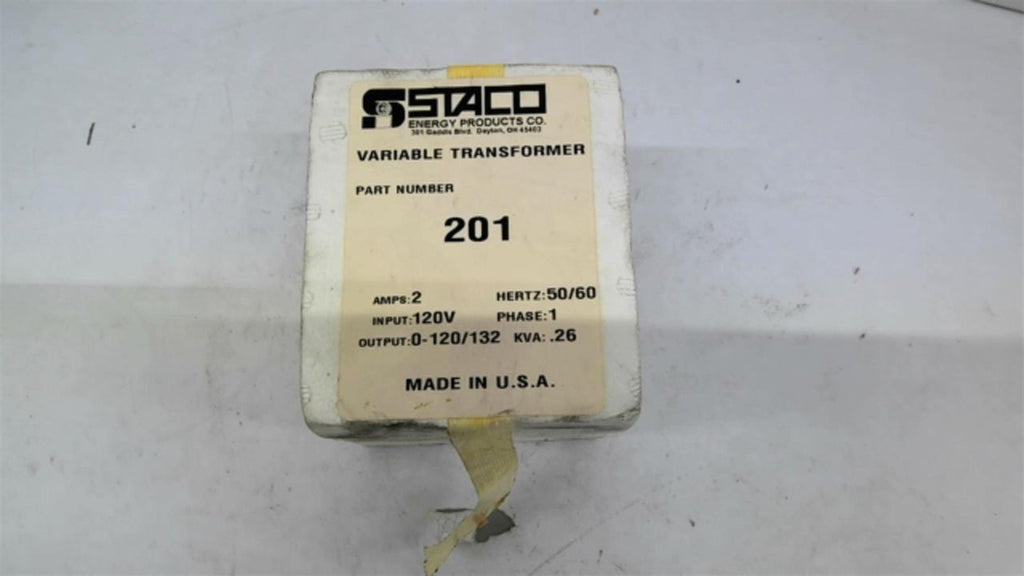 STACO
ENERGY PRODUCTS CO.
301 Gaddis Blvd. Dayton, OH 45403
VARIABLE TRANSFORMER
PART NUMBER
201
AMPS:2 HERTZ:50/60
INPUT:120V PHASE:1
OUTPUT:0-120/132 KVA:.26
MADE IN U.S.A.